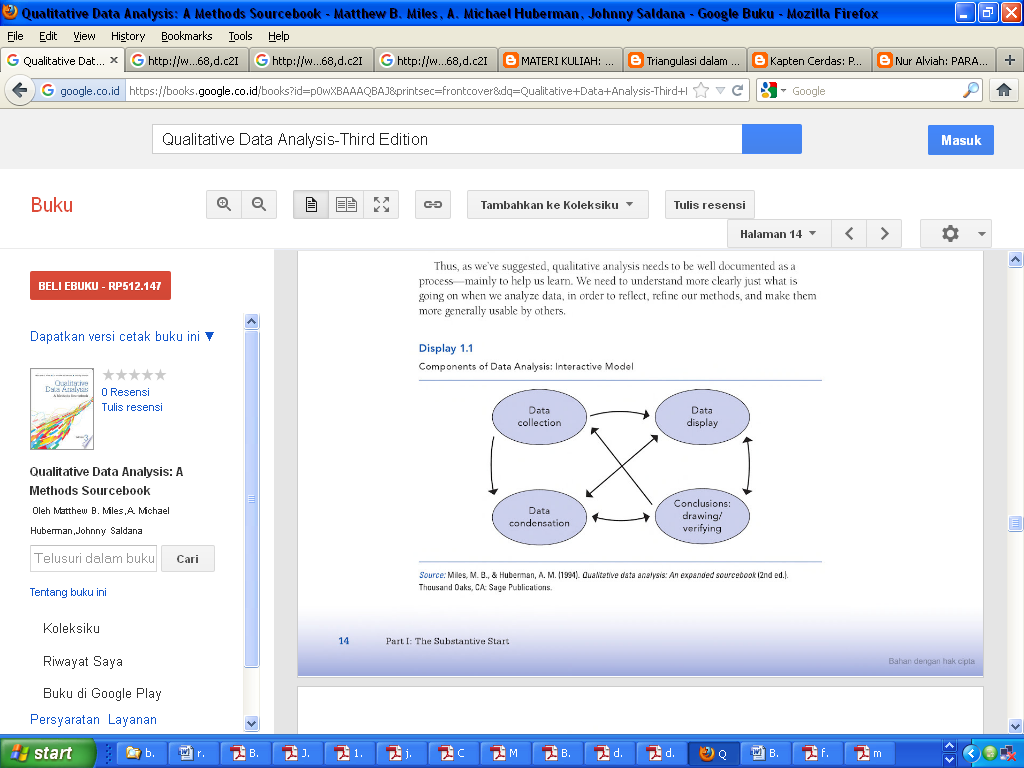 Qualitative Data Analysis: A Methods Sourcebook - Matthew B. Miles, A. Michael Huberman, Johnny Saldana - Google Buku - Mozilla Firefox
File Edit View History Bookmarks Tools Help
Qualitative Dat... × http://w...68,d.c2I http://w...68,d.c2I http://w...68,d.c2I MATERI KULIAH: ... Triangulasi dalam ... Kapten Cerdas: P... Nur Alviah: PARA...
google.co.id https://books.google.co.id/books?id=p0wXBAAAQBAJ&printsec=frontcover&dq=Qualitative+Data+Analysis-Third+ Google
Qualitative Data Analysis-Third Edition
Masuk
Buku
Tambahkan ke Koleksiku
Tulis resensi
Halaman 14
BELI EBUKU - RP512.147
Dapatkan versi cetak buku ini ▼
Qualitative
Data Analysis
0 Resensi
Tulis resensi
Qualitative Data Analysis: A
Methods Sourcebook
Oleh Matthew B. Miles,A. Michael
Huberman,Johnny Saldana
Telusuri dalam buku
Cari
Tentang buku ini
Koleksiku
Riwayat Saya
Buku di Google Play
Persyaratan Layanan
Thus, as we've suggested, qualitative analysis needs to be well documented as a
process—mainly to help us learn. We need to understand more clearly just what is
going on when we analyze data, in order to reflect, refine our methods, and make them
more generally usable by others.
Display 1.1
Components of Data Analysis: Interactive Model
Data
collection
Data
display
Data
condensation
Conclusions:
drawing/
verifying
Source: Miles, M. B., & Huberman, A. M. (1994). Qualitative data analysis: An expanded sourcebook (2nd ed.).
Thousand Oaks, CA: Sage Publications.
14 Part I: The Substantive Start
Bahan dengan hak cipta
start b. r. B. J. 1. j. C M B. d. d. Q B. f. m